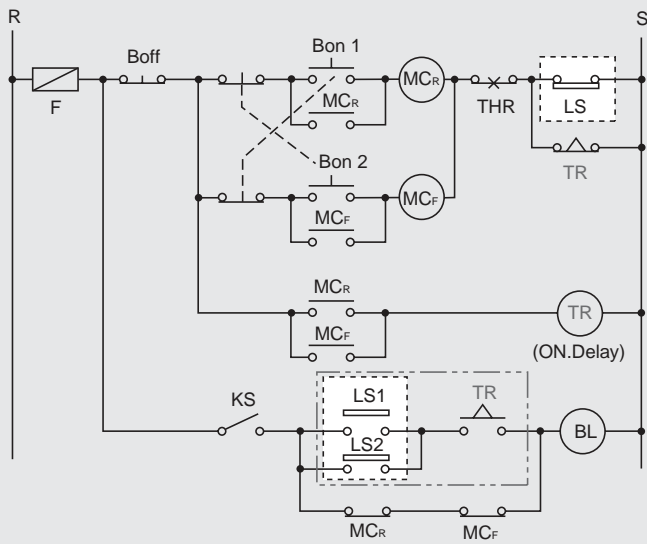 R
S
F
Boff
Bon 1
MCR
MCR
THR
LS
TR
Bon 2
MCF
MCF
MCR
MCF
TR
(ON.Delay)
KS
LS1
LS2
TR
BL
MCR
MCF